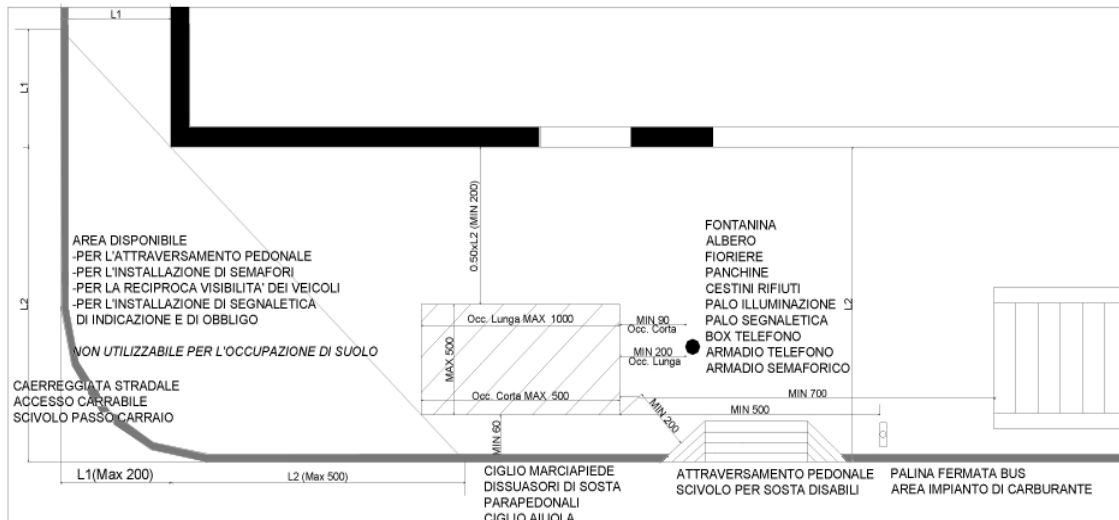 L1
L1
0.50xL2 (MIN 200)
AREA DISPONIBILE
-PER L'ATTRAVERSAMENTO PEDONALE
-PER L'INSTALLAZIONE DI SEMAFORI
-PER LA RECIPROCA VISIBILITA' DEI VEICOLI
-PER L'INSTALLAZIONE DI SEGNALETICA
DI INDICAZIONE E DI OBBLIGO
NON UTILIZZABILE PER L'OCCUPAZIONE DI SUOLO
L2
CAERREGGIATA STRADALE
ACCESSO CARRABILE
SCIVOLO PASSO CARRAIO
Occ. Lunga MAX 1000
MAX 500
Occ. Corta MAX. 500
MIN 90
Occ. Corta
MIN 200
Occ. Lunga
FONTANINA
ALBERO
FIORIERE
PANCHINE
CESTINI RIFIUTI
PALO ILLUMINAZIONE
PALO SEGNALETICA
BOX TELEFONO
ARMADIO TELEFONO
ARMADIO SEMAFORICO
L2
MIN 700
MIN 500
MIN 200
MIN 60
L1(Max 200)
L2 (Max 500)
CIGLIO MARCIAPIEDE
DISSUASORI DI SOSTA
PARAPEDONALI
CIGLIO AIUOLA
ATTRAVERSAMENTO PEDONALE
SCIVOLO PER SOSTA DISABILI
PALINA FERMATA BUS
AREA IMPIANTO DI CARBURANTE